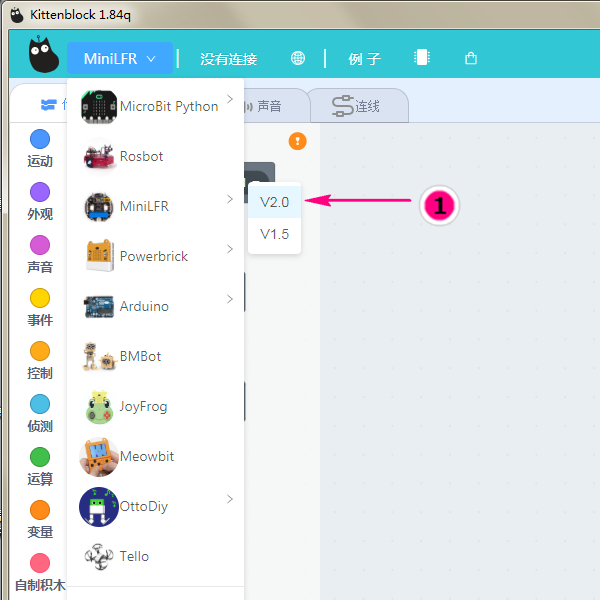 Kittenblock 1.84q
MiniLFR
没有连接
例子
声音
连线
MicroBit Python
Rosbot
MiniLFR
Powerbrick
Arduino
BMBot
JoyFrog
Meowbit
OttoDiy
Tello
V2.0
V1.5
1
运动
外观
声音
事件
控制
侦测
运算
变量
自制积木